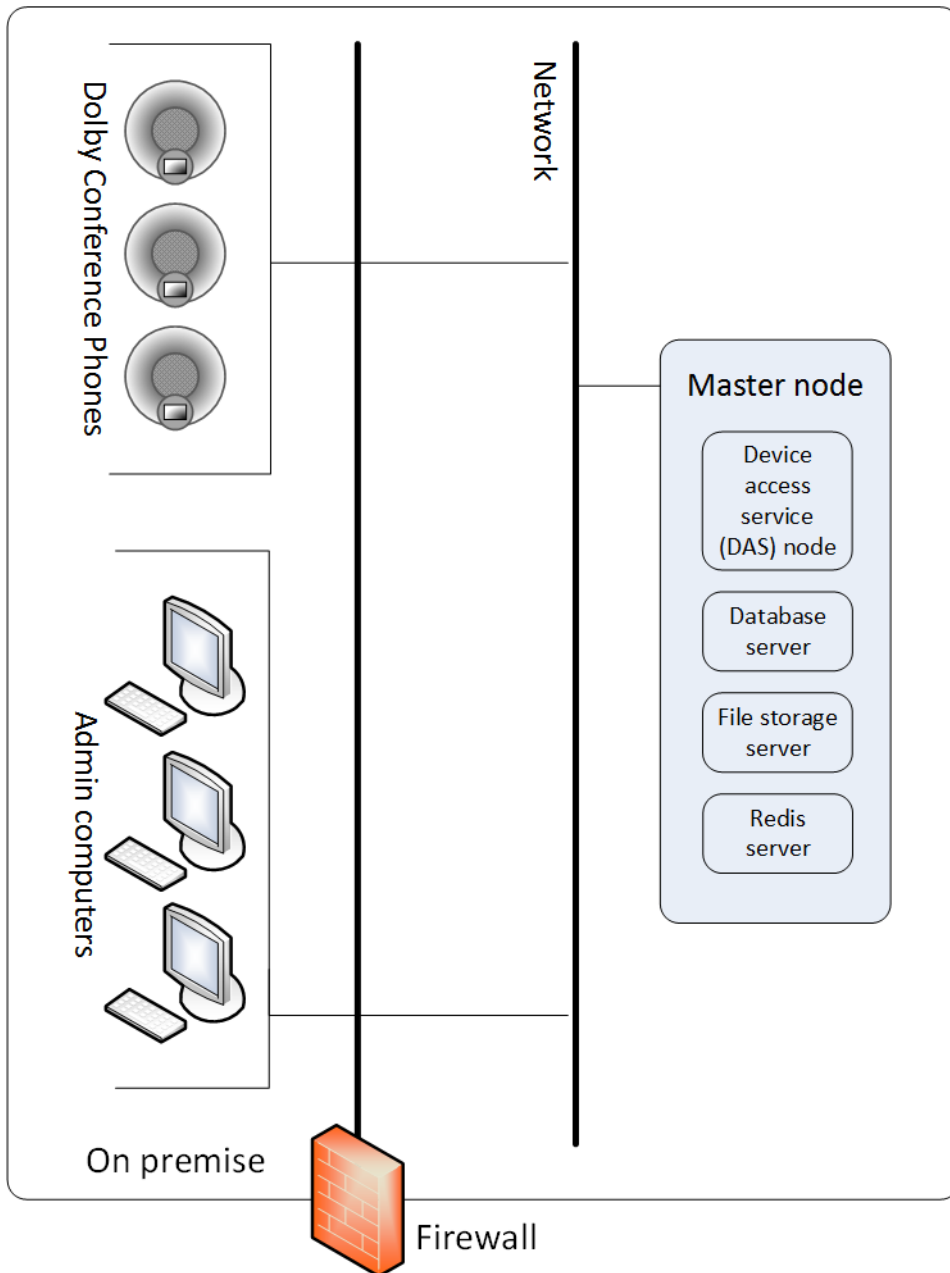 Dolby Conference Phones
Network
Master node
Device
access
service
(DAS) node
Database
server
File storage
server
Redis
server
Admin computers
On premise
Firewall